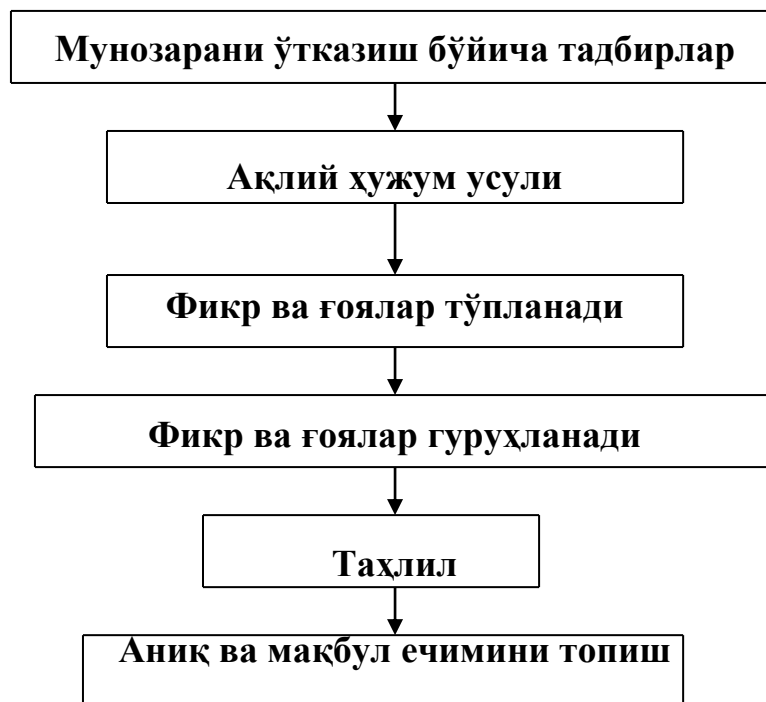 Мунозарани ўтказиш бўйича тадбирлар
Ақлий ҳужум усули
Фикр ва ғоялар тўпланади
Фикр ва ғоялар гуруҳланади
Таҳлил
Аниқ ва мақбул ечимини топиш